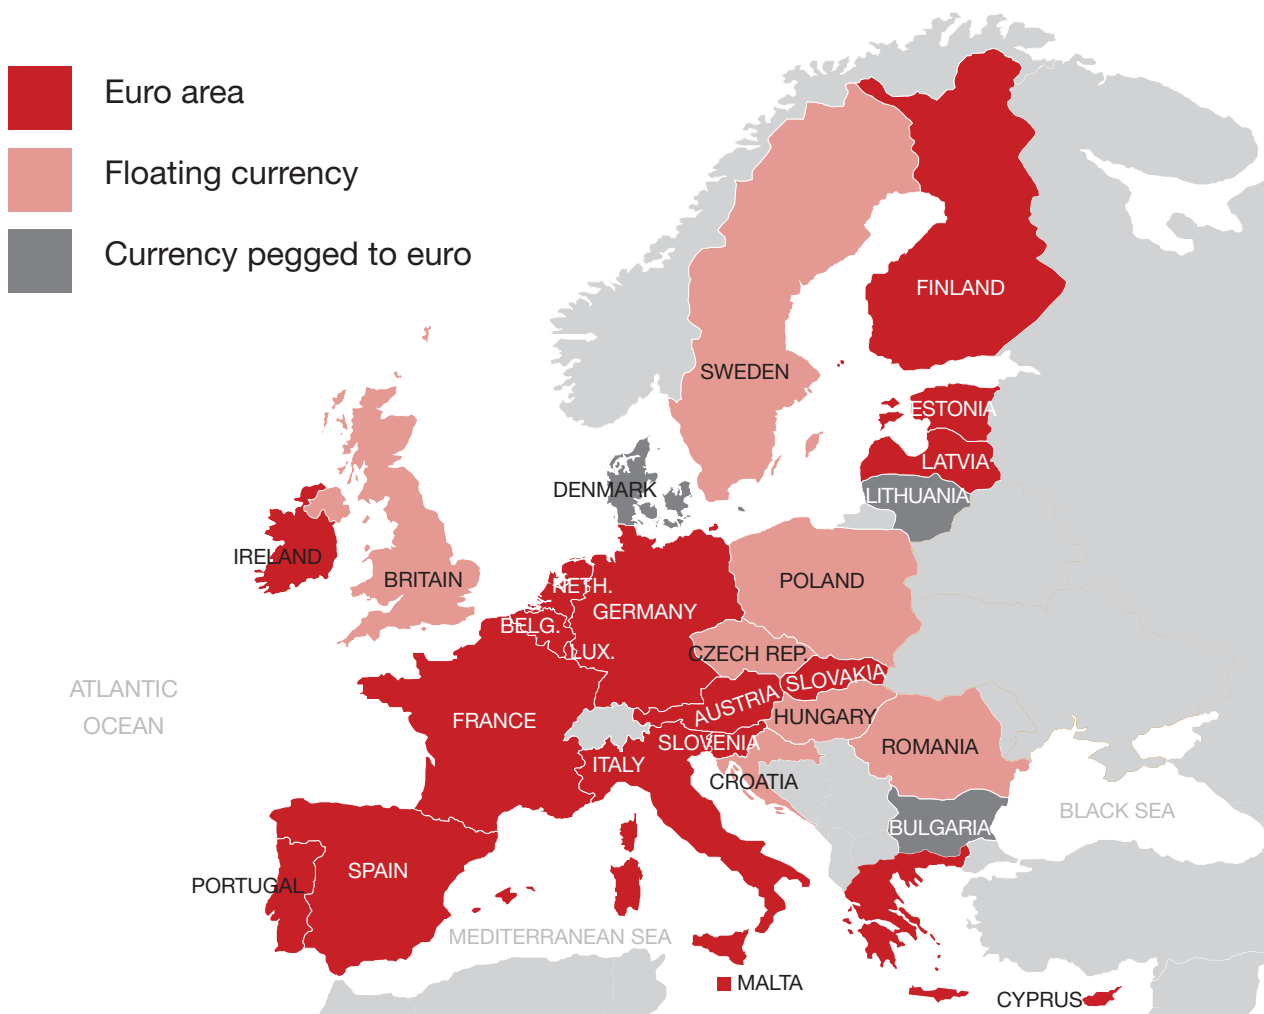 Euro area
Floating currency
Currency pegged to euro
FINLAND
SWEDEN
ESTONIA
LATVIA
DENMARK
LITHUANIA
IRELAND
BRITAIN
POLAND
NETH.
GERMANY
BELG.
LUX.
CZECH REP.
SLOVAKIA
ATLANTIC
OCEAN
AUSTRIA
FRANCE
HUNGARY
SLOVENIA
ROMANIA
ITALY
CROATIA
BLACK SEA
BULGARIA
SPAIN
PORTUGAL
MEDITERRANEAN SEA
MALTA
CYPRUS